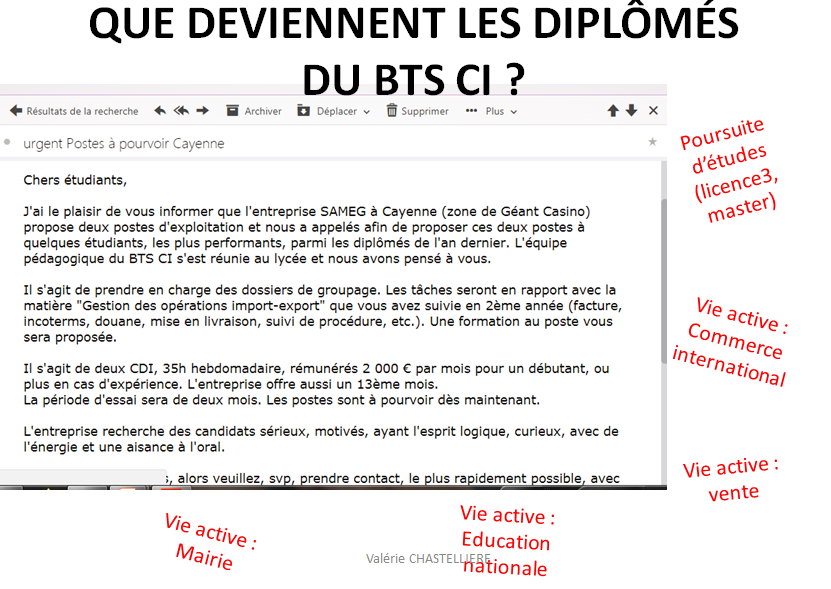 QUE DEVIENNENT LES DIPLÔMÉS
DU BTS CI ?
Résultats de la recherche Archiver Déplacer Supprimer Plus
urgent Postes à pourvoir Cayenne
Chers étudiants,
J'ai le plaisir de vous informer que l'entreprise SAMEG à Cayenne (zone de Géant Casino)
propose deux postes d'exploitation et nous a appelés afin de proposer ces deux postes à
quelques étudiants, les plus performants, parmi les diplômés de l'an dernier. L'équipe
pédagogique du BTS CI s'est réunie au lycée et nous avons pensé à vous.
Il s'agit de prendre en charge des dossiers de groupage. Les tâches seront en rapport avec la
matière "Gestion des opérations import-export" que vous avez suivie en 2ème année (facture,
incoterms, douane, mise en livraison, suivi de procédure, etc.). Une formation au poste vous
sera proposée.
Il s'agit de deux CDI, 35h hebdomadaire, rémunérés 2 000 € par mois pour un débutant, ou
plus en cas d'expérience. L'entreprise offre aussi un 13ème mois.
La période d'essai sera de deux mois. Les postes sont à pourvoir dès maintenant.
L'entreprise recherche des candidats sérieux, motivés, ayant l'esprit logique, curieux, avec de
l'énergie et une aisance à l'oral.
, alors veuillez, svp, prendre contact, le plus rapidement possible, avec
Poursuite
d'études
(licence3,
master)
Vie active :
Commerce
international
Vie active :
vente
Vie active :
Mairie
Vie active :
Education
nationale
Valérie CHASTELLIERE